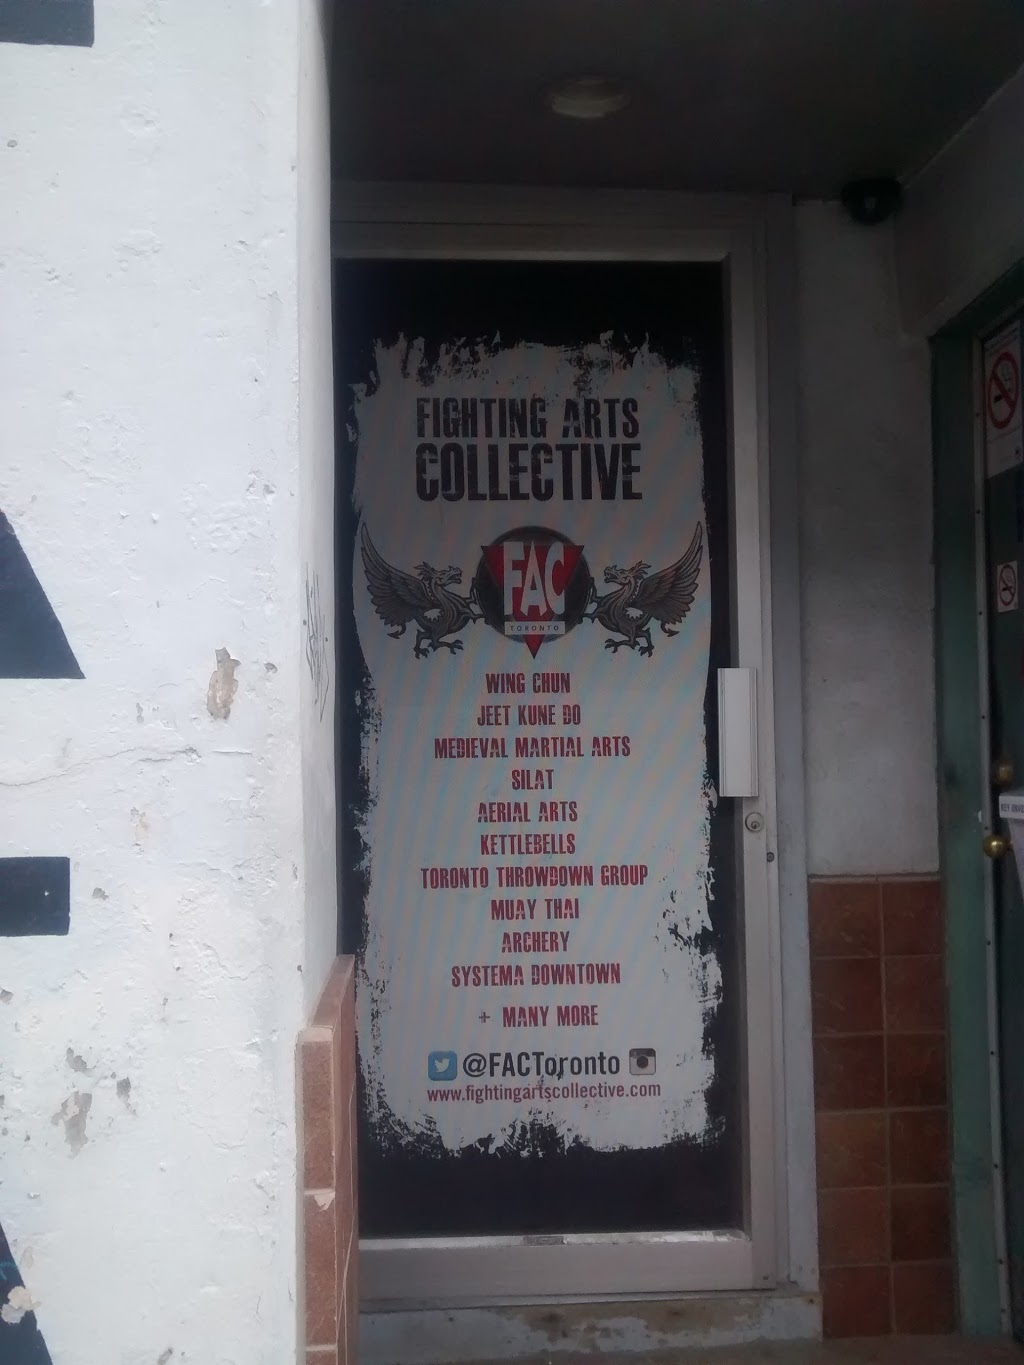 FIGHTING ARTS
COLLECTIVE
FAC
TORONTO
WING CHUN
JEET KUNE DO
MEDIEVAL MARTIAL ARTS
SILAT
AERIAL ARTS
KETTLEBELLS
TORONTO THROWDOWN GROUP
MUAY THAI
ARCHERY
SYSTEMA DOWNTOWN
+ MANY MORE
@FACToronto
www.fightingartscollective.com